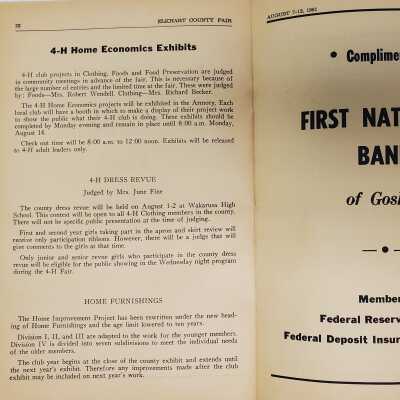 22
ELKHART COUNTY FAIR
4-H Home Economics Exhibits
4-H club projects in Clothing, Foods and Food Preservation are judged
in community meetings in advance of the fair. This is necessary because of
the large number of entries and the limited time at the fair. These were judged
by: Foods—Mrs. Robert Wendell, Clothing—Mrs. Richard Becker.
The 4-H Home Economics projects will be exhibited in the Armory. Each
local club will have a booth in which to make a display of their project work
to show the public what their 4-H club is doing. These exhibits should be
completed by Monday evening and remain in until 8:00 a.m. Monday,
August 14.
Check out time will be 8:00 a.m. to 12:00 noon. Exhibits will be released
to 4-H adult leaders only.
4-H DRESS REVUE
Judged by Mrs. June Fine
The county dress revue will be held on August 1-2 at Wakarusa High
School. This contest will be open to all 4-H Clothing members in the county.
There will not be specific public presentation at the time of judging.
First and second year girls taking part in the apron and skirt review will
receive only participation ribbons. However, there will be a judge that will
give comments to the girls at that time.
Only junior and senior revue girls who participate in the county dress
revue will be eligible for the public showing in the Wednesday night program
during the 4-H Fair.
HOME FURNISHINGS
The Home Improvement Project has been rewritten under the new head-
ing of Home Furnishings and the age limit lowered to ten years.
Division I, II, and III are adapted to the work for the younger members.
Division IV is divided into seven subdivisions to meet the individual needs
of the older members.
The club year begins at the close of the county exhibit and extends until
the next year's exhibit. Therefore any improvements made after the club
exhibit may be included on next year's work.
AUGUST 7-12, 1961
• Complime
FIRST NAT
BAN
of Gosh
Member
Federal Reser
Federal Deposit Insur